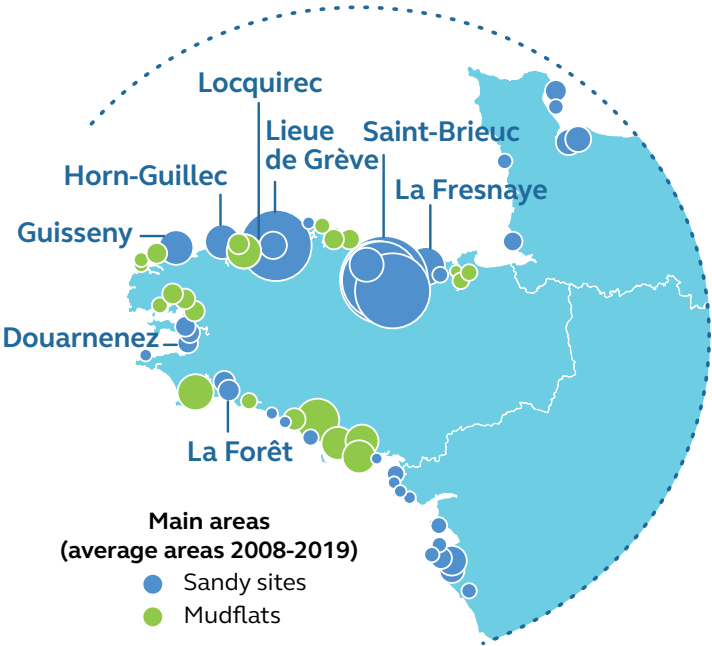 Locquirec
Lieue
de Grève
Saint-Brieuc
Horn-Guillec
La Fresnaye
Guisseny
Douarnenez
La Forêt
Main areas
(average areas 2008-2019)
Sandy sites
Mudflats